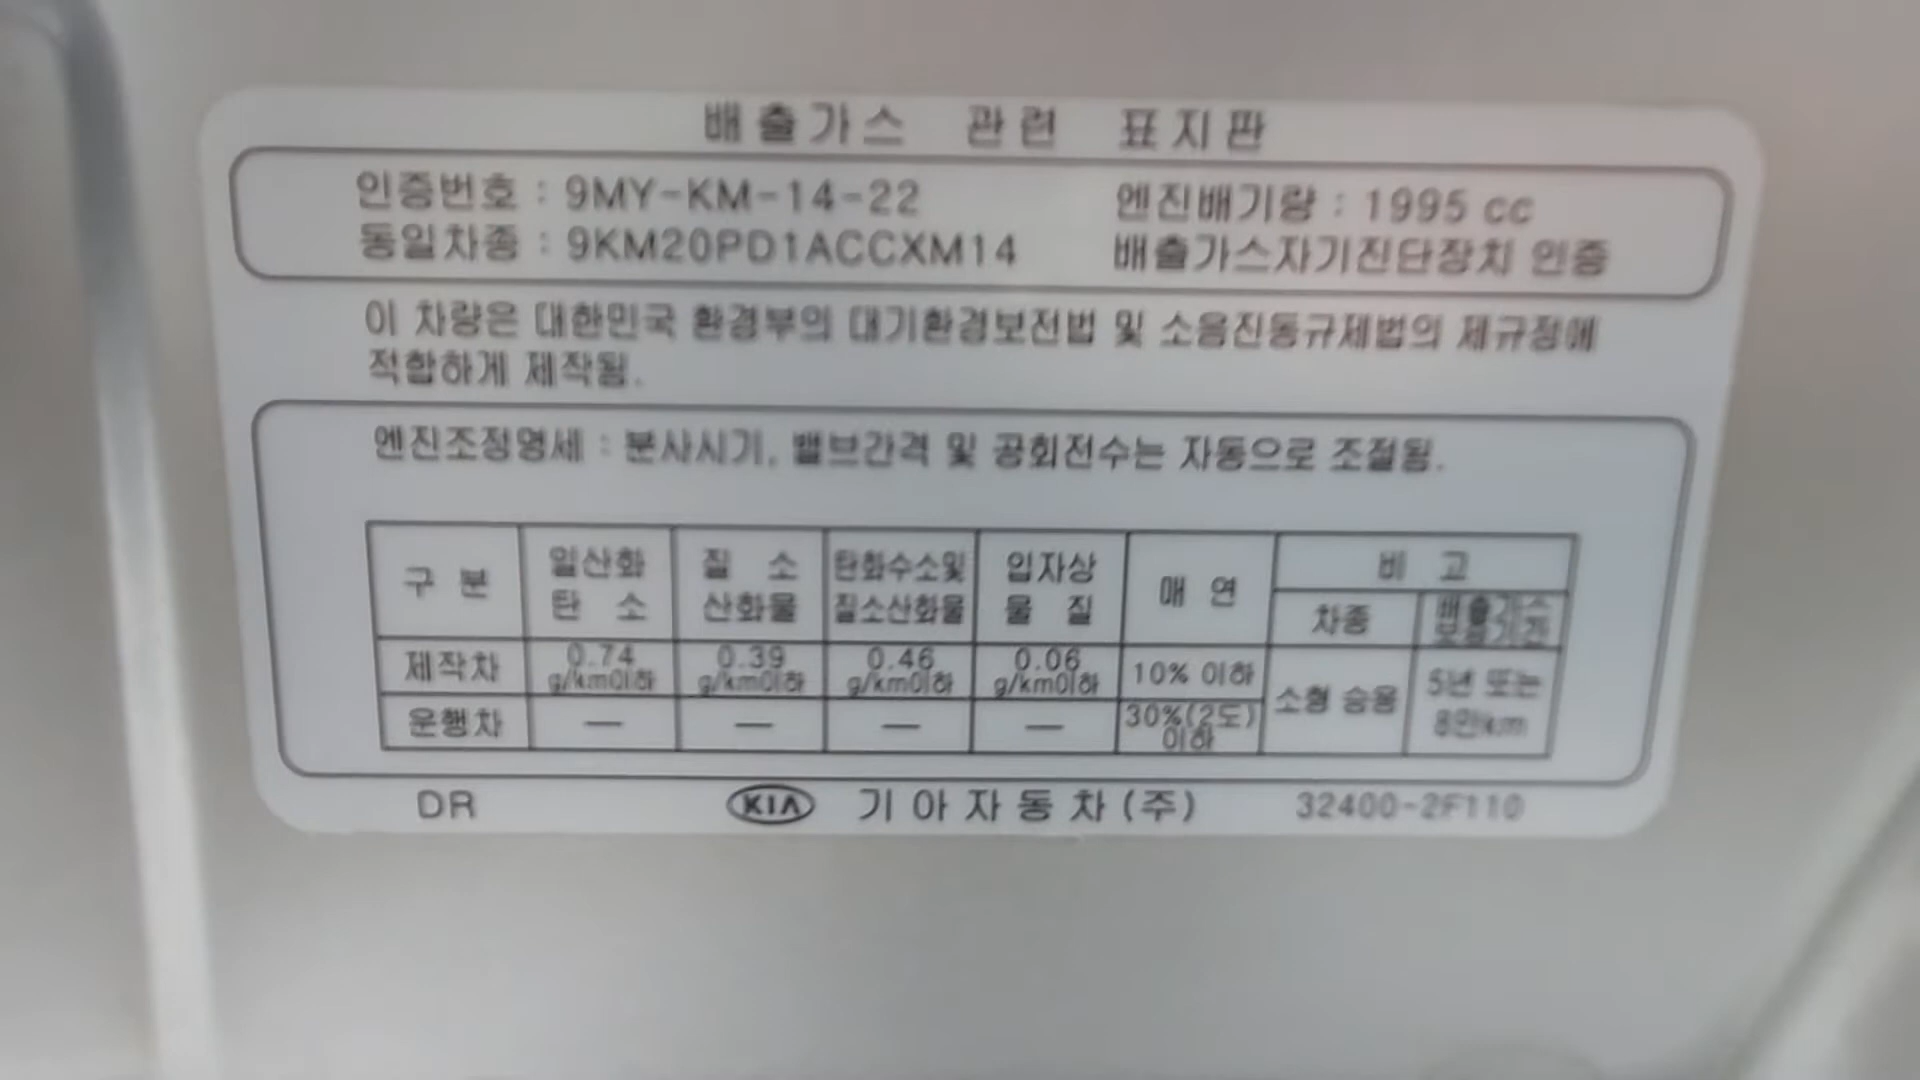 배출가스 관련 표지판
인증번호 : 9MY-KM-14-22 엔진배기량 : 1995 cc
동일차종 : 9KM20PD1ACCXM14 배출가스자기진단장치 인증
이 차량은 대한민국 환경부의 대기환경보전법 및 소음진동규제법의 제규정에
적합하게 제작됨.
엔진조정명세 : 분사시기, 밸브간격 및 공회전수는 자동으로 조절됨.
구 분 일산화 탄 소 질 소 산화물 탄화수소및 질소산화물 입자상 물 질 매 연 비 고
차종 배출가스 보증기간
제작차 0.74 g/km이하 0.39 g/km이하 0.46 g/km이하 0.06 g/km이하 10% 이하 소형 승용 5년 또는 8만km
운행차 — — — — 30%(2도) 이하
DR KIA 기아자동차(주) 32400-2F110